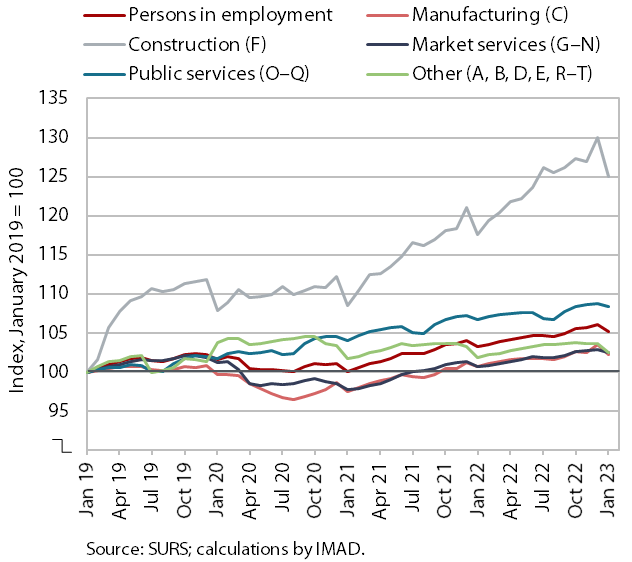 Persons in employment
Manufacturing (C)
Construction (F)
Market services (G–N)
Public services (O–Q)
Other (A, B, D, E, R–T)
Index, January 2019 = 100
135
130
125
120
115
110
105
100
95
Jan 19
Apr 19
Jul 19
Oct 19
Jan 20
Apr 20
Jul 20
Oct 20
Jan 21
Apr 21
Jul 21
Oct 21
Jan 22
Apr 22
Jul 22
Oct 22
Jan 23
Source: SURS; calculations by IMAD.